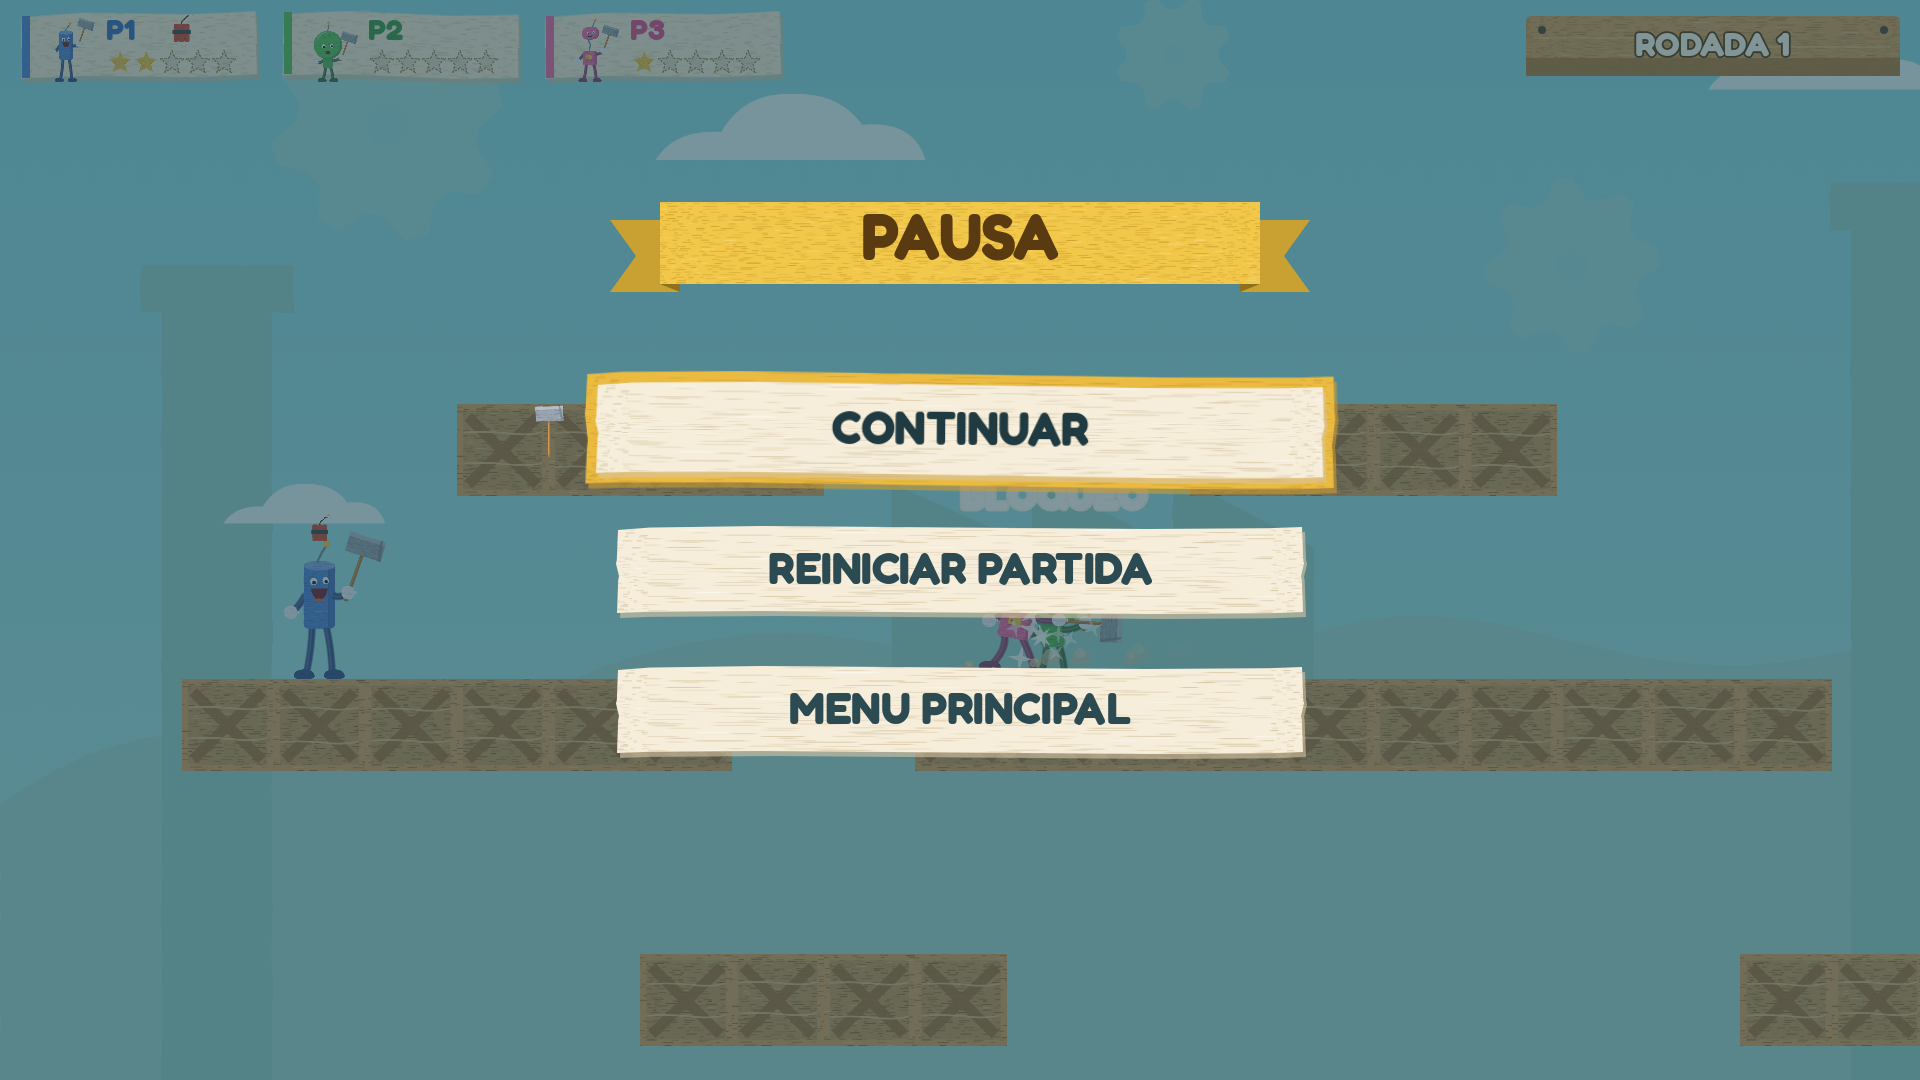 P1
P2
P3
RODADA 1
PAUSA
CONTINUAR
REINICIAR PARTIDA
MENU PRINCIPAL